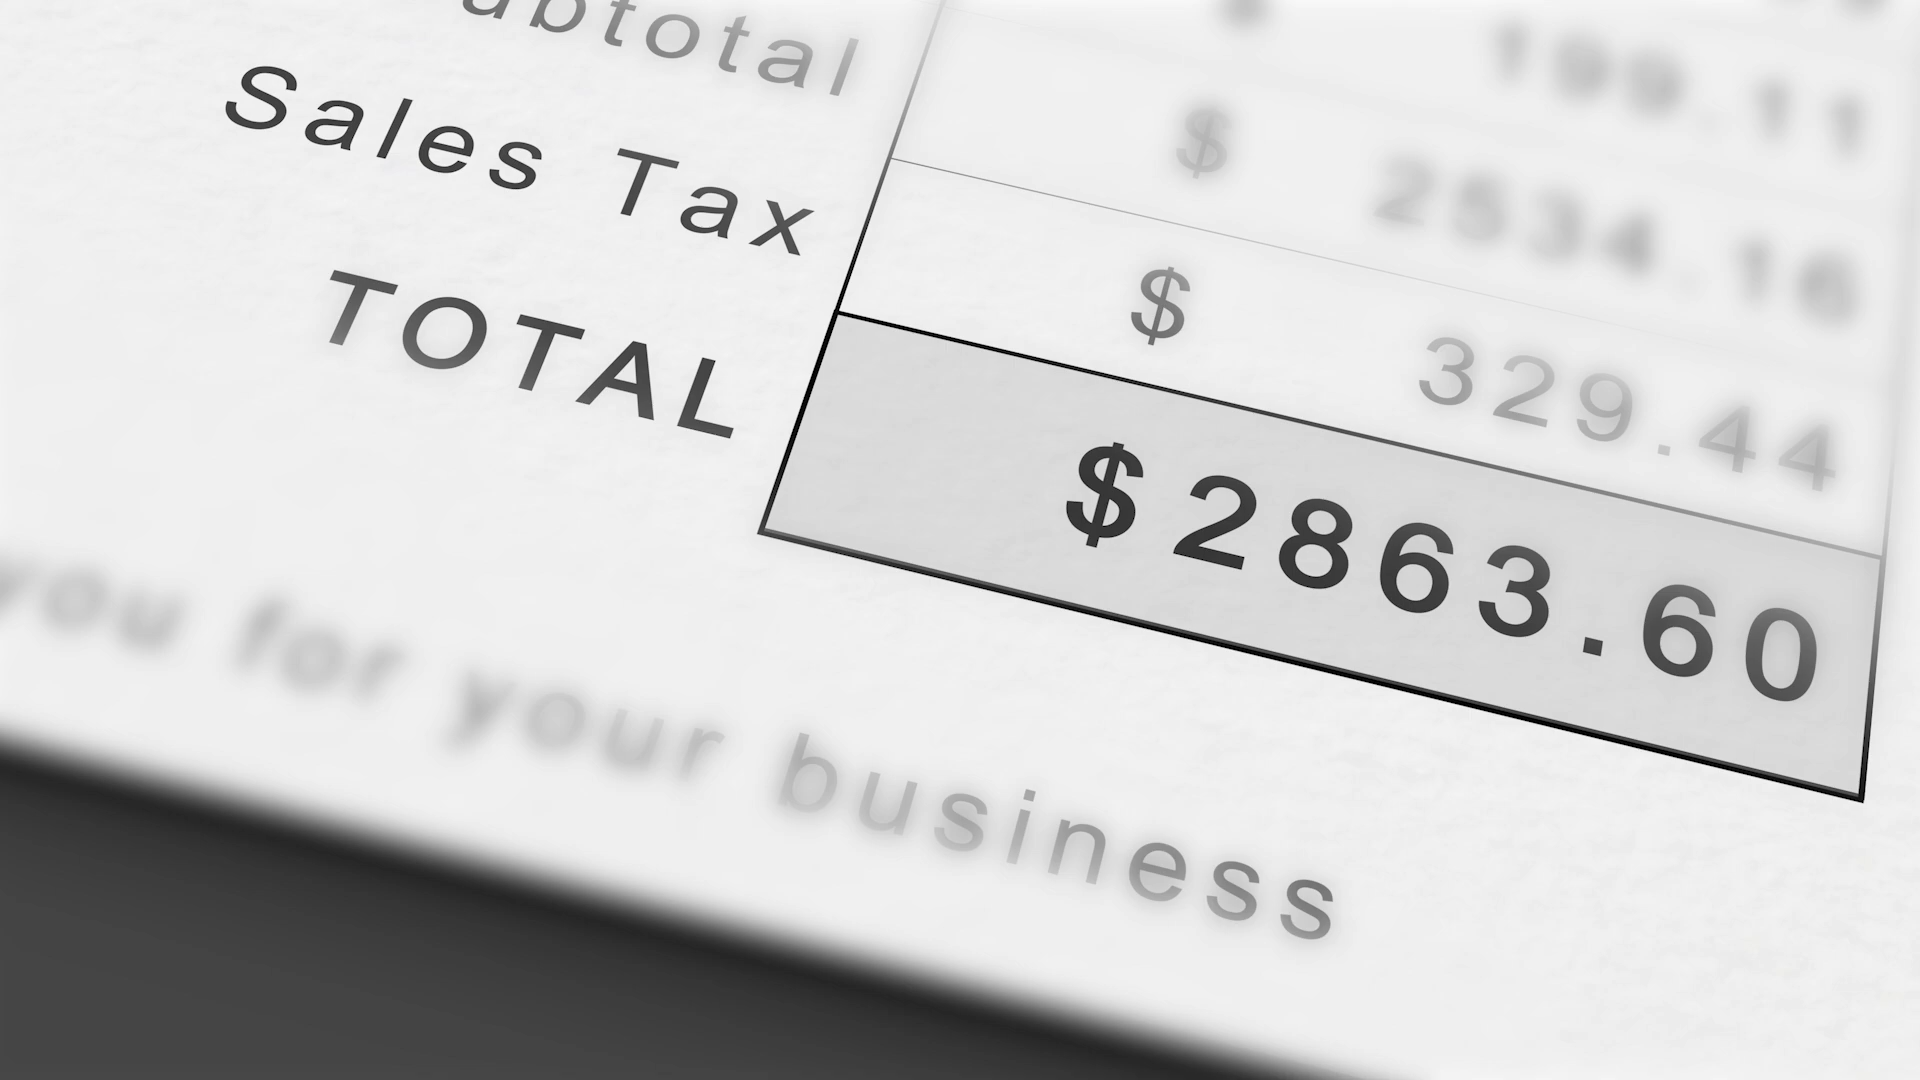 $ 199.11
ubtotal $ 2534.16
Sales Tax $ 329.44
TOTAL $2863.60
you for your business